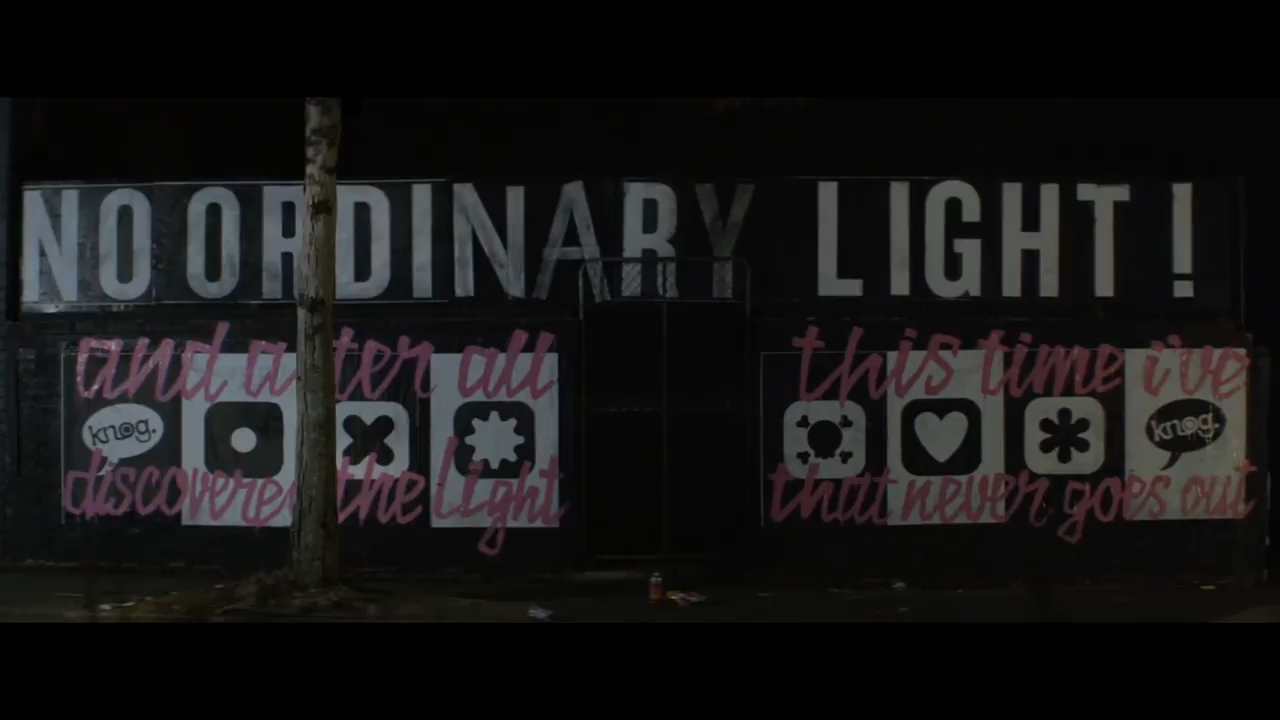 NO ORDINARY LIGHT !
and after all
this time i've
knog.
knog.
discovered the light
that never goes out